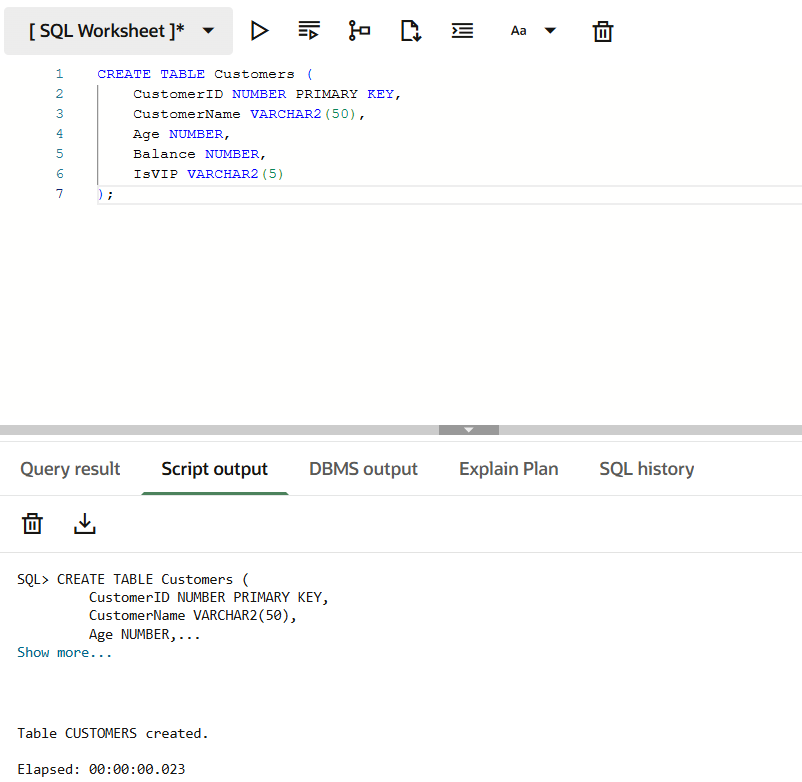 [ SQL Worksheet ]*
Aa
1 CREATE TABLE Customers (
2 CustomerID NUMBER PRIMARY KEY,
3 CustomerName VARCHAR2(50),
4 Age NUMBER,
5 Balance NUMBER,
6 IsVIP VARCHAR2(5)
7 );
Query result Script output DBMS output Explain Plan SQL history
SQL> CREATE TABLE Customers (
CustomerID NUMBER PRIMARY KEY,
CustomerName VARCHAR2(50),
Age NUMBER,...
Show more...
Table CUSTOMERS created.
Elapsed: 00:00:00.023